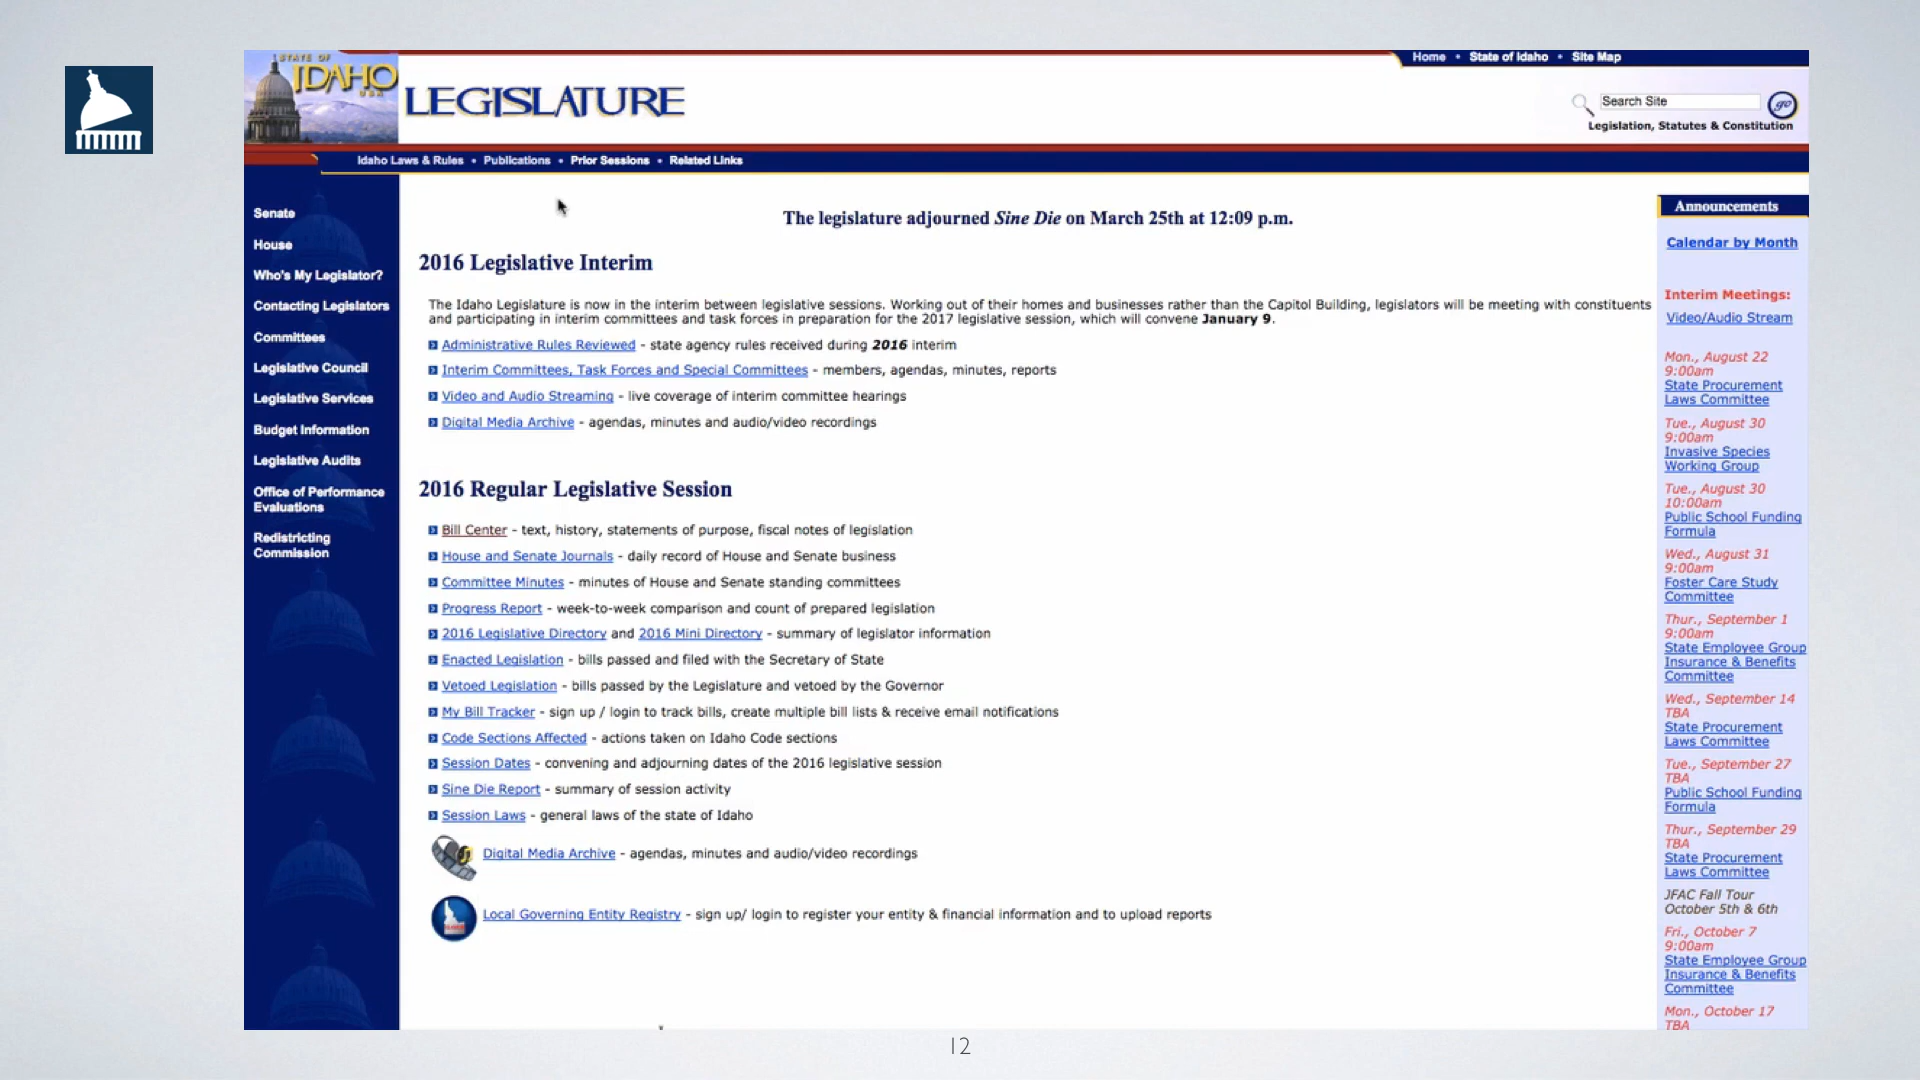 STATE OF
IDAHO
USA
LEGISLATURE
Home • State of Idaho • Site Map
Search Site
go
Legislation, Statutes & Constitution
Idaho Laws & Rules • Publications • Prior Sessions • Related Links
Senate
House
Who's My Legislator?
Contacting Legislators
Committees
Legislative Council
Legislative Services
Budget Information
Legislative Audits
Office of Performance
Evaluations
Redistricting
Commission
The legislature adjourned Sine Die on March 25th at 12:09 p.m.
2016 Legislative Interim
The Idaho Legislature is now in the interim between legislative sessions. Working out of their homes and businesses rather than the Capitol Building, legislators will be meeting with constituents
and participating in interim committees and task forces in preparation for the 2017 legislative session, which will convene January 9.
Administrative Rules Reviewed - state agency rules received during 2016 interim
Interim Committees, Task Forces and Special Committees - members, agendas, minutes, reports
Video and Audio Streaming - live coverage of interim committee hearings
Digital Media Archive - agendas, minutes and audio/video recordings
2016 Regular Legislative Session
Bill Center - text, history, statements of purpose, fiscal notes of legislation
House and Senate Journals - daily record of House and Senate business
Committee Minutes - minutes of House and Senate standing committees
Progress Report - week-to-week comparison and count of prepared legislation
2016 Legislative Directory and 2016 Mini Directory - summary of legislator information
Enacted Legislation - bills passed and filed with the Secretary of State
Vetoed Legislation - bills passed by the Legislature and vetoed by the Governor
My Bill Tracker - sign up / login to track bills, create multiple bill lists & receive email notifications
Code Sections Affected - actions taken on Idaho Code sections
Session Dates - convening and adjourning dates of the 2016 legislative session
Sine Die Report - summary of session activity
Session Laws - general laws of the state of Idaho
Digital Media Archive - agendas, minutes and audio/video recordings
Local Governing Entity Registry - sign up/ login to register your entity & financial information and to upload reports
Announcements
Calendar by Month
Interim Meetings:
Video/Audio Stream
Mon., August 22
9:00am
State Procurement
Laws Committee
Tue., August 30
9:00am
Invasive Species
Working Group
Tue., August 30
10:00am
Public School Funding
Formula
Wed., August 31
9:00am
Foster Care Study
Committee
Thur., September 1
9:00am
State Employee Group
Insurance & Benefits
Committee
Wed., September 14
TBA
State Procurement
Laws Committee
Tue., September 27
TBA
Public School Funding
Formula
Thur., September 29
TBA
State Procurement
Laws Committee
JFAC Fall Tour
October 5th & 6th
Fri., October 7
9:00am
State Employee Group
Insurance & Benefits
Committee
Mon., October 17
TBA
12